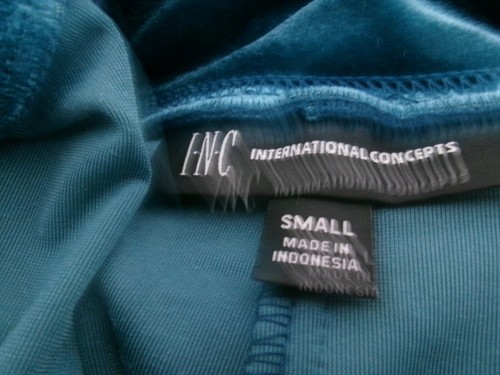 I·N·C INTERNATIONAL CONCEPTS
SMALL
MADE IN
INDONESIA